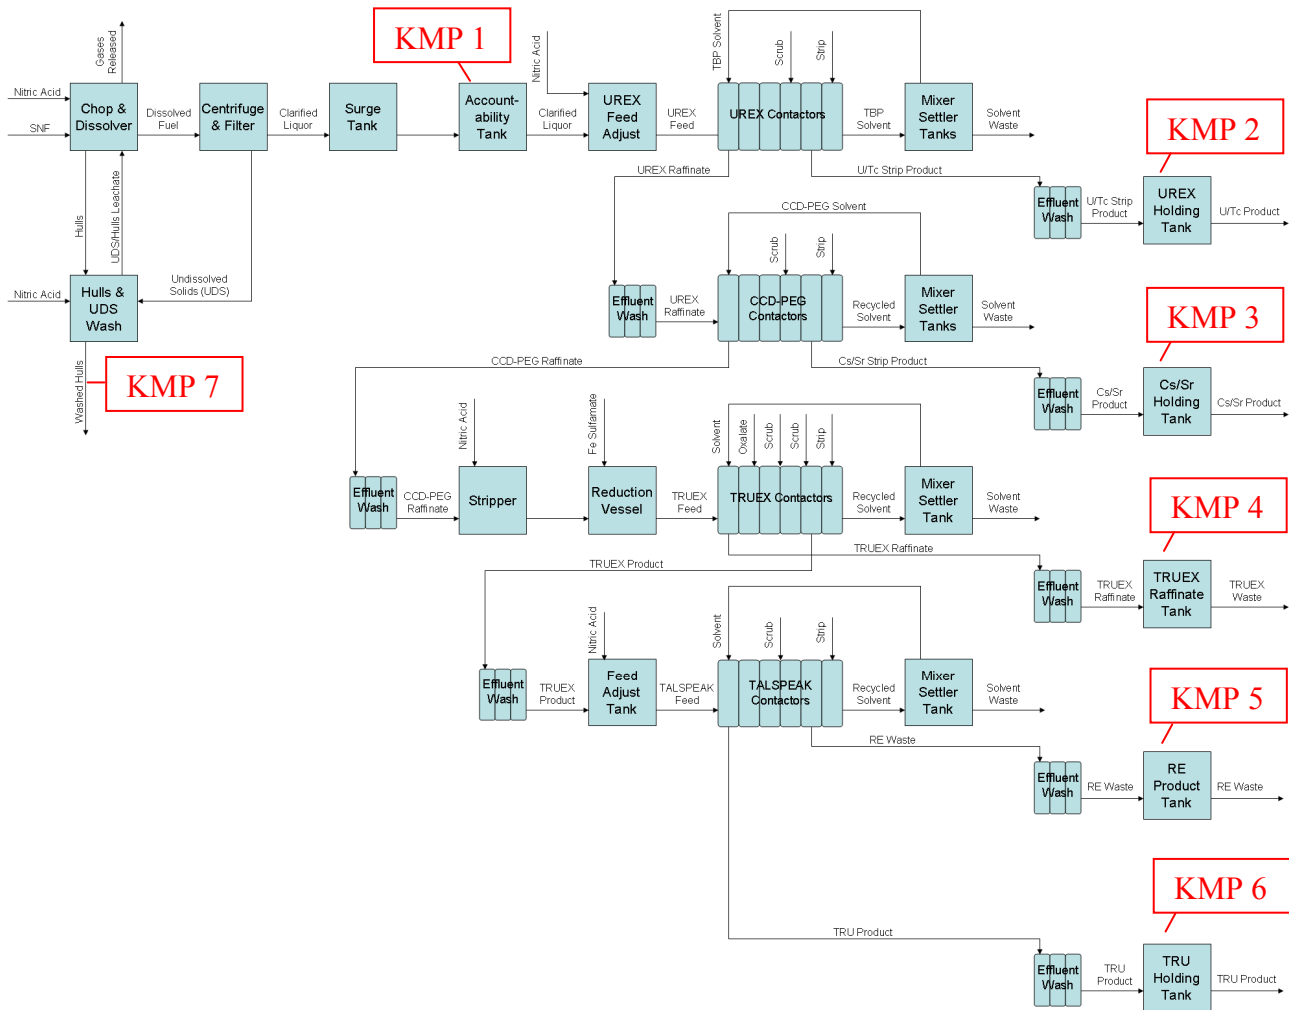 KMP 1
Gases
Released
Nitric Acid
SNF
Chop &
Dissolver
Dissolved
Fuel
Centrifuge
& Filter
Clarified
Liquor
Surge
Tank
Account-
ability
Tank
Clarified
Liquor
Nitric Acid
UREX
Feed
Adjust
UREX
Feed
TBP Solvent
Scrub
Strip
UREX Contactors
TBP
Solvent
Mixer
Settler
Tanks
Solvent
Waste
KMP 2
UREX Raffinate
U/Tc Strip Product
Effluent
Wash
U/Tc Strip
Product
UREX
Holding
Tank
U/Tc Product
Hulls
UDS/Hulls Leachate
Undissolved
Solids (UDS)
Nitric Acid
Hulls &
UDS
Wash
Washed Hulls
KMP 7
CCD-PEG Solvent
Scrub
Strip
Effluent
Wash
UREX
Raffinate
CCD-PEG
Contactors
Recycled
Solvent
Mixer
Settler
Tanks
Solvent
Waste
KMP 3
CCD-PEG Raffinate
Cs/Sr Strip Product
Effluent
Wash
Cs/Sr
Product
Cs/Sr
Holding
Tank
Cs/Sr Product
Nitric Acid
Fe Sulfamate
Solvent
Oxalate
Scrub
Scrub
Strip
Effluent
Wash
CCD-PEG
Raffinate
Stripper
Reduction
Vessel
TRUEX
Feed
TRUEX Contactors
Recycled
Solvent
Mixer
Settler
Tank
Solvent
Waste
KMP 4
TRUEX Raffinate
TRUEX Product
Effluent
Wash
TRUEX
Raffinate
TRUEX
Raffinate
Tank
TRUEX
Waste
Nitric Acid
Solvent
Scrub
Strip
Effluent
Wash
TRUEX
Product
Feed
Adjust
Tank
TALSPEAK
Feed
TALSPEAK
Contactors
Recycled
Solvent
Mixer
Settler
Tank
Solvent
Waste
KMP 5
RE Waste
Effluent
Wash
RE Waste
RE
Product
Tank
RE Waste
KMP 6
TRU Product
Effluent
Wash
TRU
Product
TRU
Holding
Tank
TRU Product